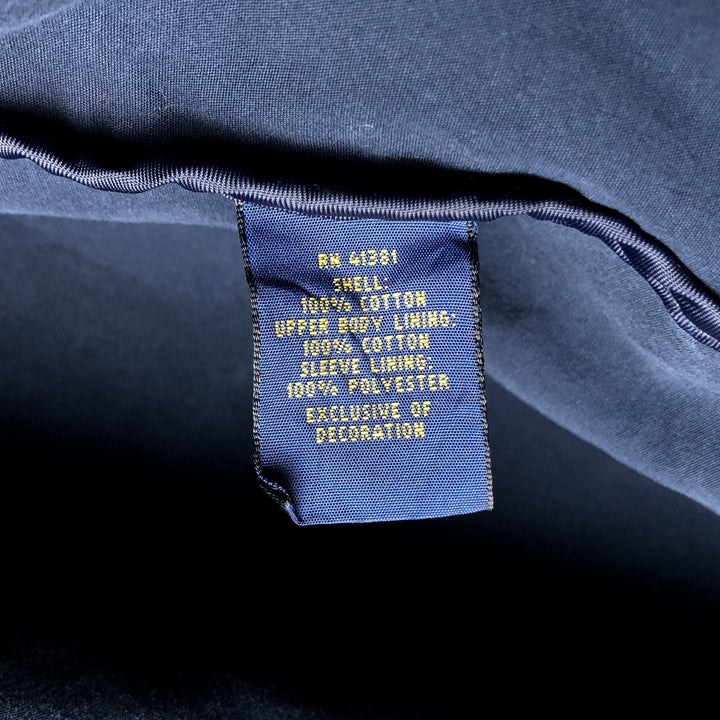 RN 41381
SHELL:
100% COTTON
UPPER BODY LINING:
100% COTTON
SLEEVE LINING:
100% POLYESTER
EXCLUSIVE OF
DECORATION